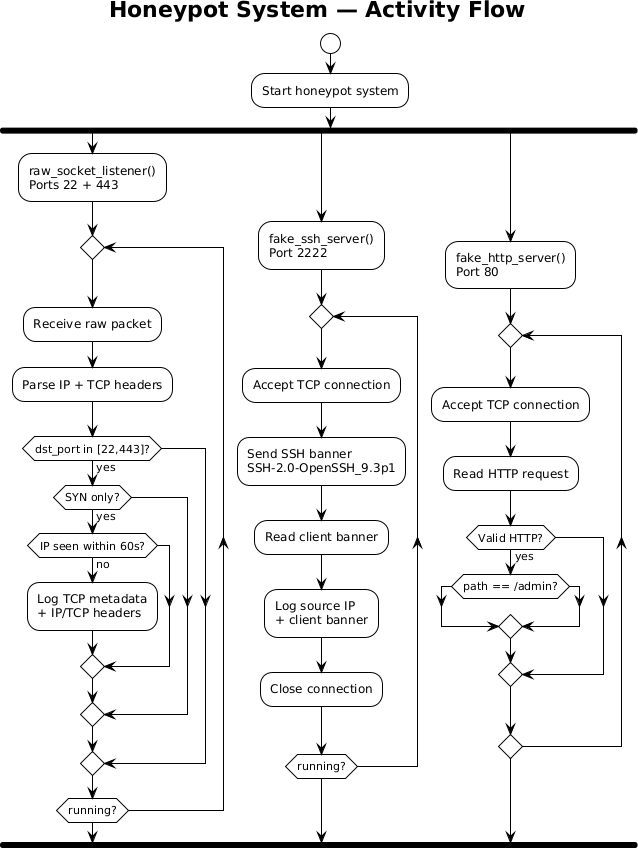 Honeypot System — Activity Flow
Start honeypot system
raw_socket_listener()
Ports 22 + 443
Receive raw packet
Parse IP + TCP headers
dst_port in [22,443]?
yes
SYN only?
yes
IP seen within 60s?
no
Log TCP metadata
+ IP/TCP headers
running?
fake_ssh_server()
Port 2222
Accept TCP connection
Send SSH banner
SSH-2.0-OpenSSH_9.3p1
Read client banner
Log source IP
+ client banner
Close connection
running?
fake_http_server()
Port 80
Accept TCP connection
Read HTTP request
Valid HTTP?
yes
path == /admin?